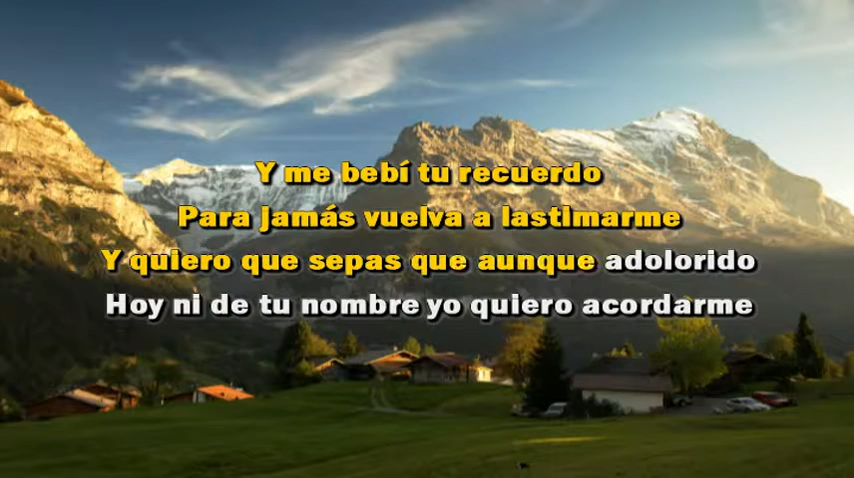 Y me bebí tu recuerdo
Para jamás vuelva a lastimarme
Y quiero que sepas que aunque adolorido
Hoy ni de tu nombre yo quiero acordarme